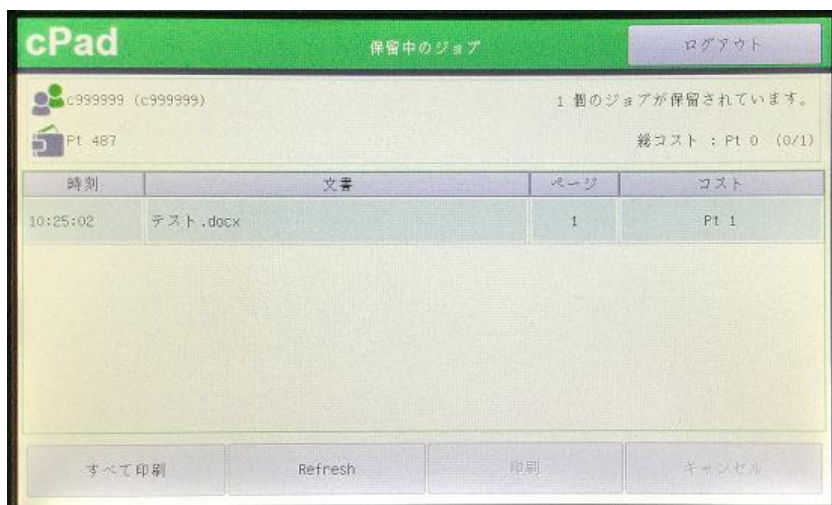 cPad 保留中のジョブ ログアウト
c999999 (c999999) 1 個のジョブが保留されています。
Pt 487 総コスト : Pt 0 (0/1)
時刻 文書 ページ コスト
10:25:02 テスト.docx 1 Pt 1
すべて印刷 Refresh 印刷 キャンセル